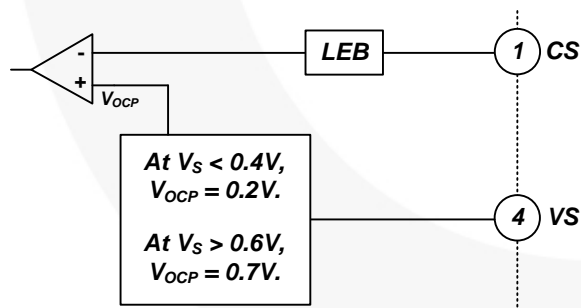 -
LEB
1 CS
+
V_OCP
At V_S < 0.4V,
V_OCP = 0.2V.
4 VS
At V_S > 0.6V,
V_OCP = 0.7V.